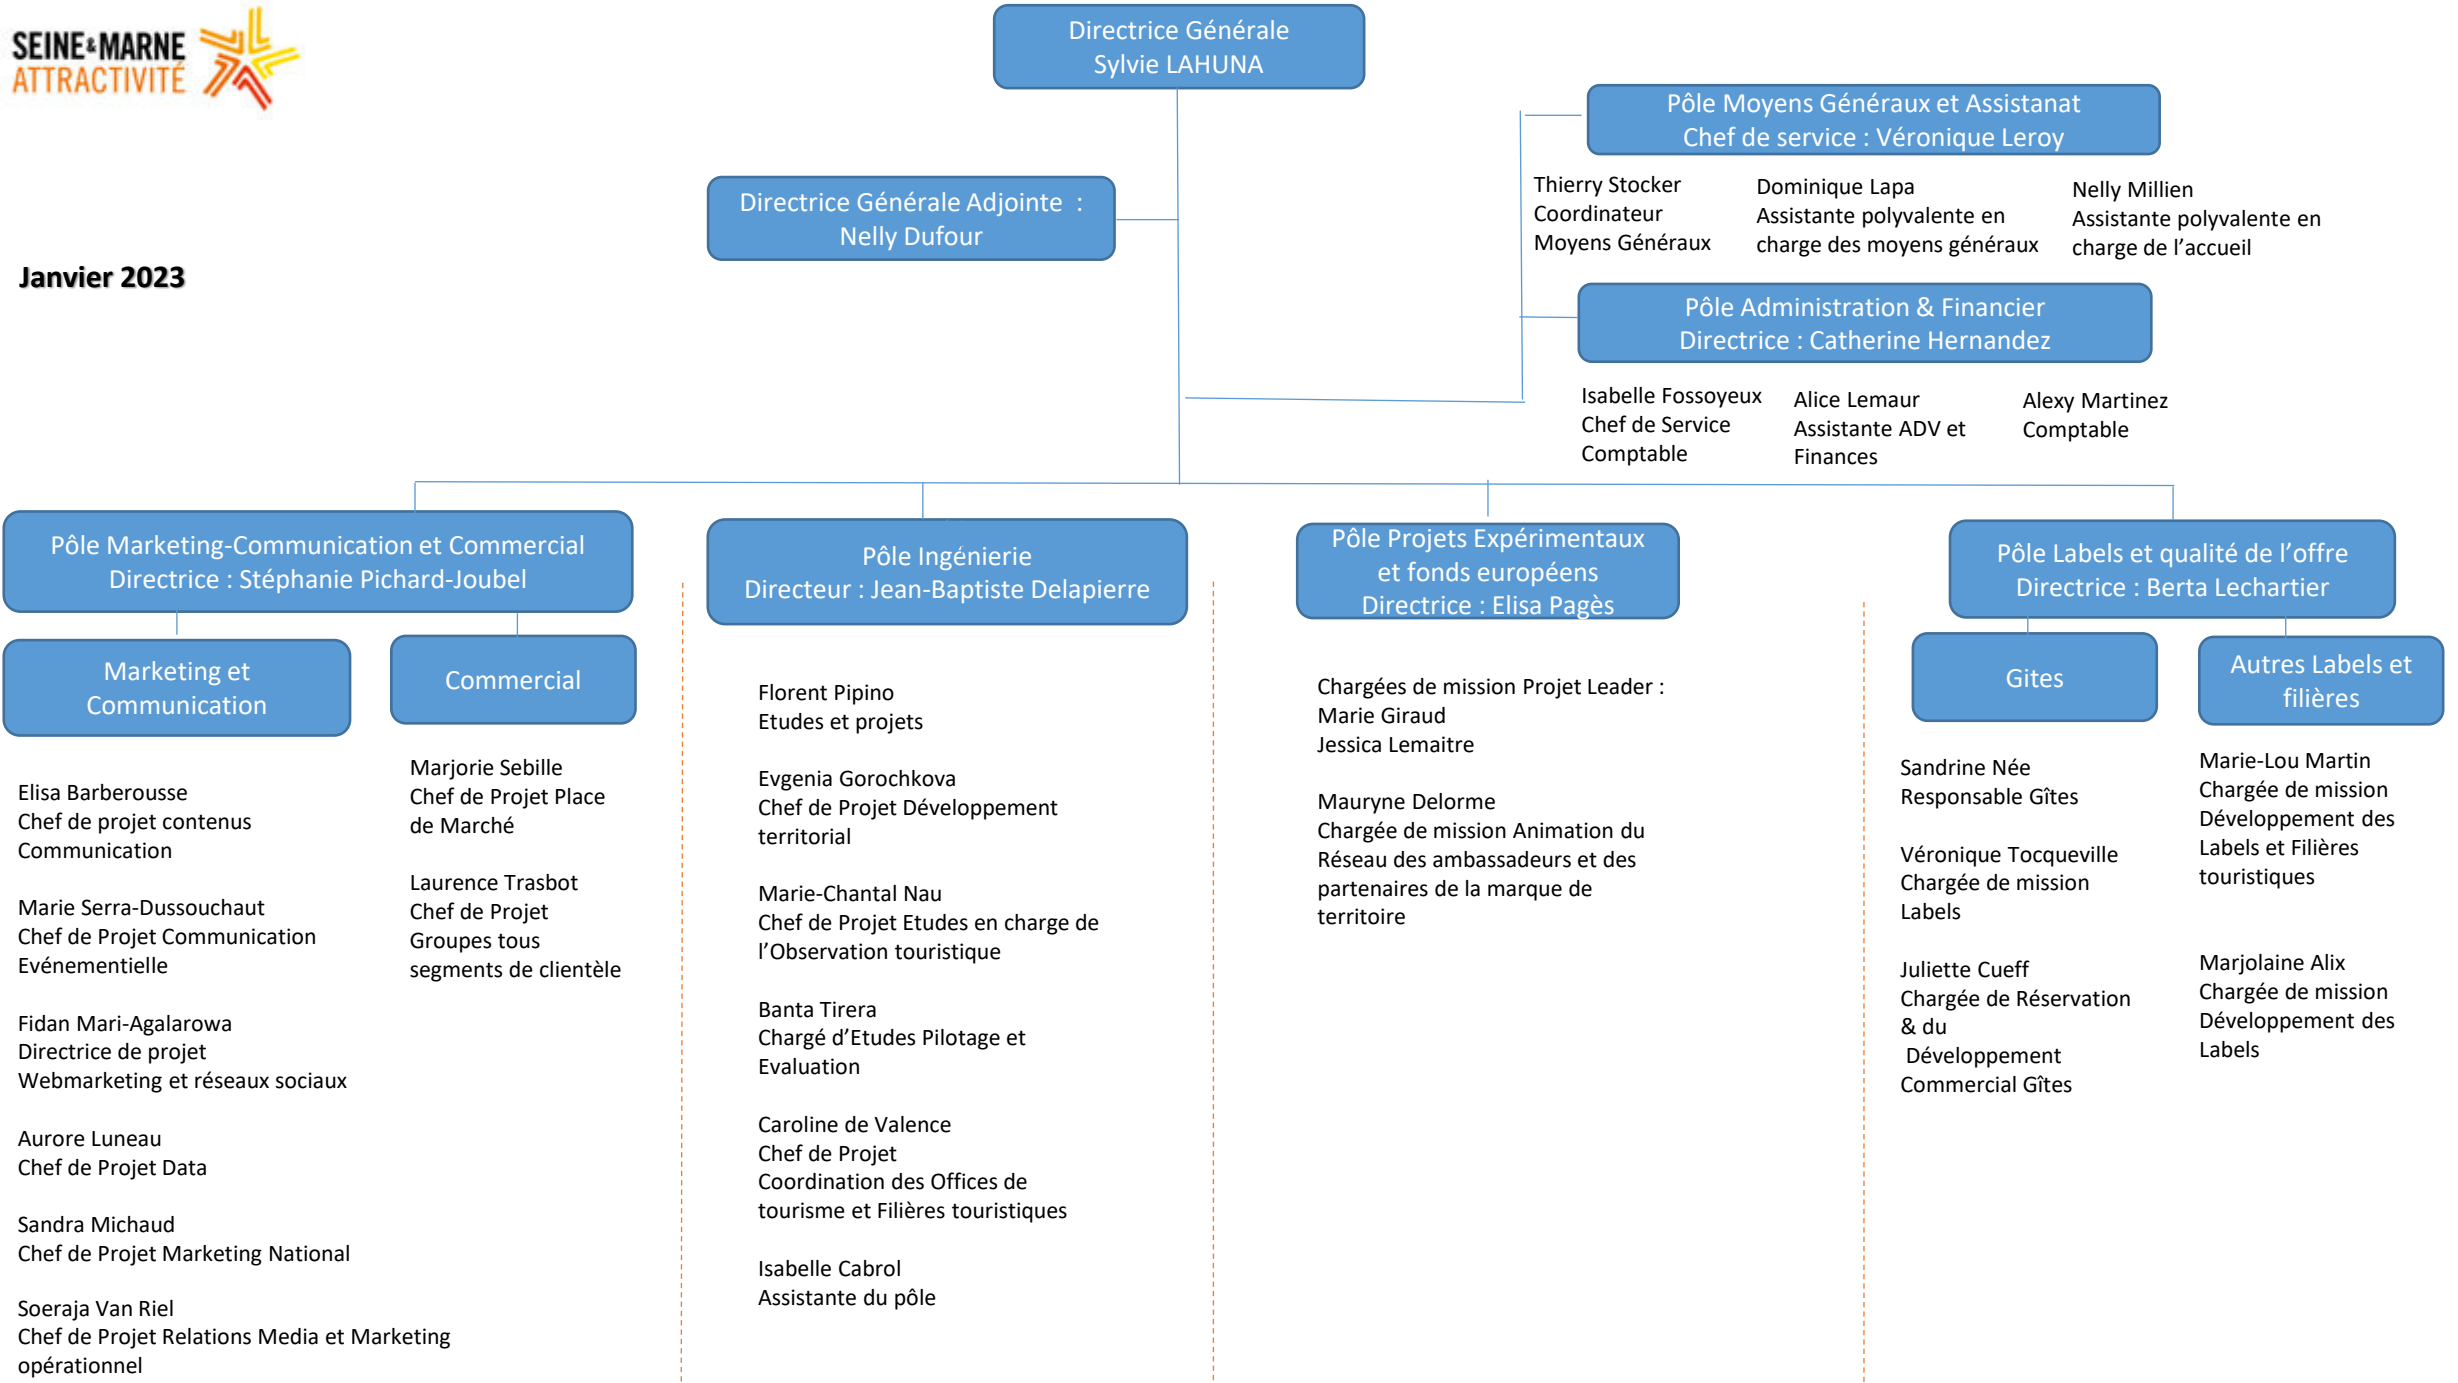 SEINE&MARNE
ATTRACTIVITÉ
Janvier 2023
Directrice Générale
Sylvie LAHUNA
Directrice Générale Adjointe  :
Nelly Dufour
Pôle Moyens Généraux et Assistanat
Chef de service : Véronique Leroy
Thierry Stocker
Coordinateur
Moyens Généraux
Dominique Lapa
Assistante polyvalente en
charge des moyens généraux
Nelly Millien
Assistante polyvalente en
charge de l’accueil
Pôle Administration & Financier
Directrice : Catherine Hernandez
Isabelle Fossoyeux
Chef de Service
Comptable
Alice Lemaur
Assistante ADV et
Finances
Alexy Martinez
Comptable
Pôle Marketing-Communication et Commercial
Directrice : Stéphanie Pichard-Joubel
Marketing et
Communication
Elisa Barberousse
Chef de projet contenus
Communication
Marie Serra-Dussouchaut
Chef de Projet Communication
Evénementielle
Fidan Mari-Agalarowa
Directrice de projet
Webmarketing et réseaux sociaux
Aurore Luneau
Chef de Projet Data
Sandra Michaud
Chef de Projet Marketing National
Soeraja Van Riel
Chef de Projet Relations Media et Marketing
opérationnel
Commercial
Marjorie Sebille
Chef de Projet Place
de Marché
Laurence Trasbot
Chef de Projet
Groupes tous
segments de clientèle
Pôle Ingénierie
Directeur : Jean-Baptiste Delapierre
Florent Pipino
Etudes et projets
Evgenia Gorochkova
Chef de Projet Développement
territorial
Marie-Chantal Nau
Chef de Projet Etudes en charge de
l’Observation touristique
Banta Tirera
Chargé d’Etudes Pilotage et
Evaluation
Caroline de Valence
Chef de Projet
Coordination des Offices de
tourisme et Filières touristiques
Isabelle Cabrol
Assistante du pôle
Pôle Projets Expérimentaux
et fonds européens
Directrice : Elisa Pagès
Chargées de mission Projet Leader :
Marie Giraud
Jessica Lemaitre
Mauryne Delorme
Chargée de mission Animation du
Réseau des ambassadeurs et des
partenaires de la marque de
territoire
Pôle Labels et qualité de l’offre
Directrice : Berta Lechartier
Gites
Sandrine Née
Responsable Gîtes
Véronique Tocqueville
Chargée de mission
Labels
Juliette Cueff
Chargée de Réservation
& du
Développement
Commercial Gîtes
Autres Labels et
filières
Marie-Lou Martin
Chargée de mission
Développement des
Labels et Filières
touristiques
Marjolaine Alix
Chargée de mission
Développement des
Labels